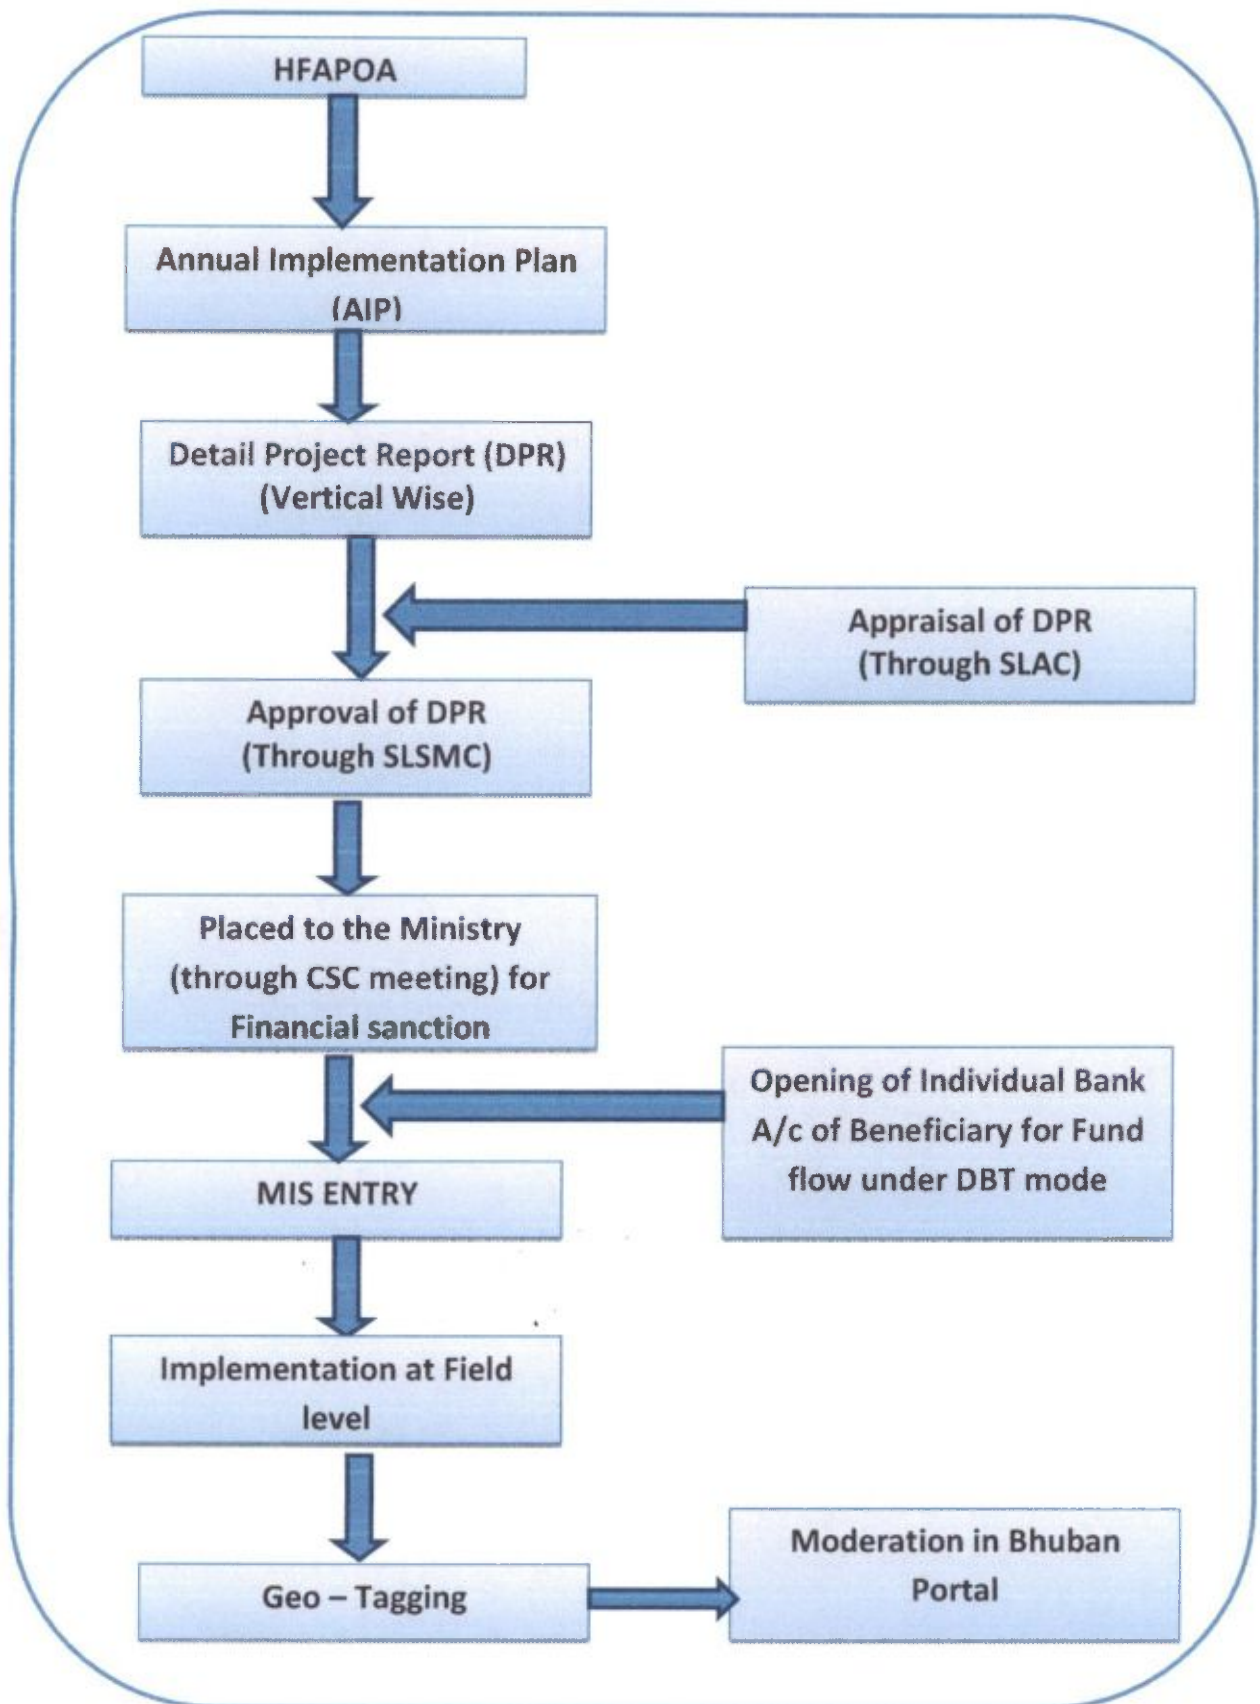 HFAPOA
Annual Implementation Plan
(AIP)
Detail Project Report (DPR)
(Vertical Wise)
Appraisal of DPR
(Through SLAC)
Approval of DPR
(Through SLSMC)
Placed to the Ministry
(through CSC meeting) for
Financial sanction
Opening of Individual Bank
A/c of Beneficiary for Fund
flow under DBT mode
MIS ENTRY
Implementation at Field
level
Geo – Tagging
Moderation in Bhuban
Portal